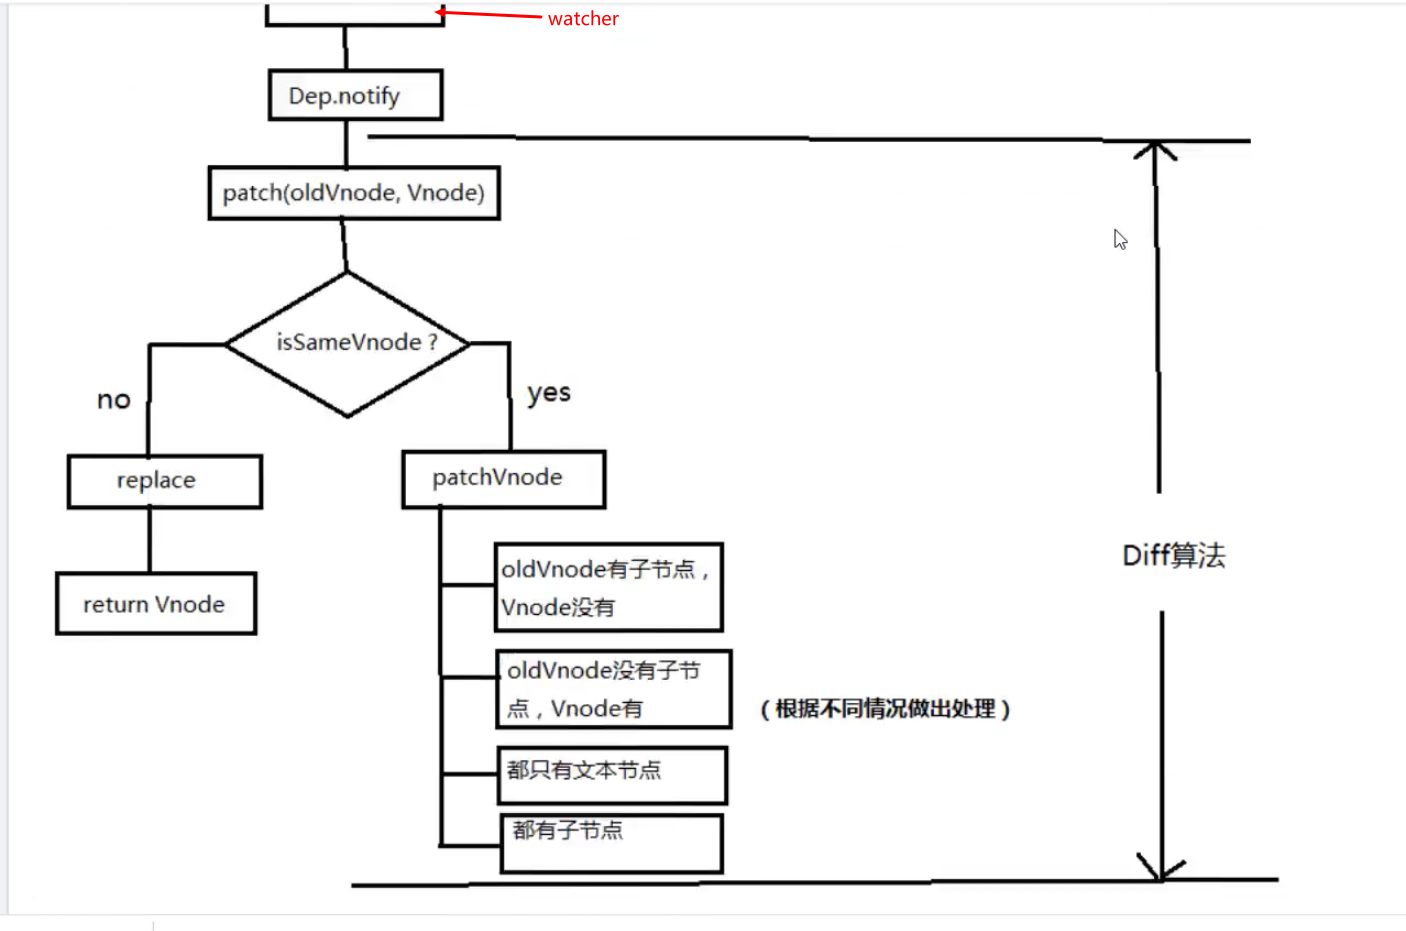 watcher
Dep.notify
patch(oldVnode, Vnode)
isSameVnode ?
no
yes
replace
patchVnode
return Vnode
oldVnode有子节点，
Vnode没有
oldVnode没有子节
点，Vnode有
（根据不同情况做出处理）
都只有文本节点
都有子节点
Diff算法